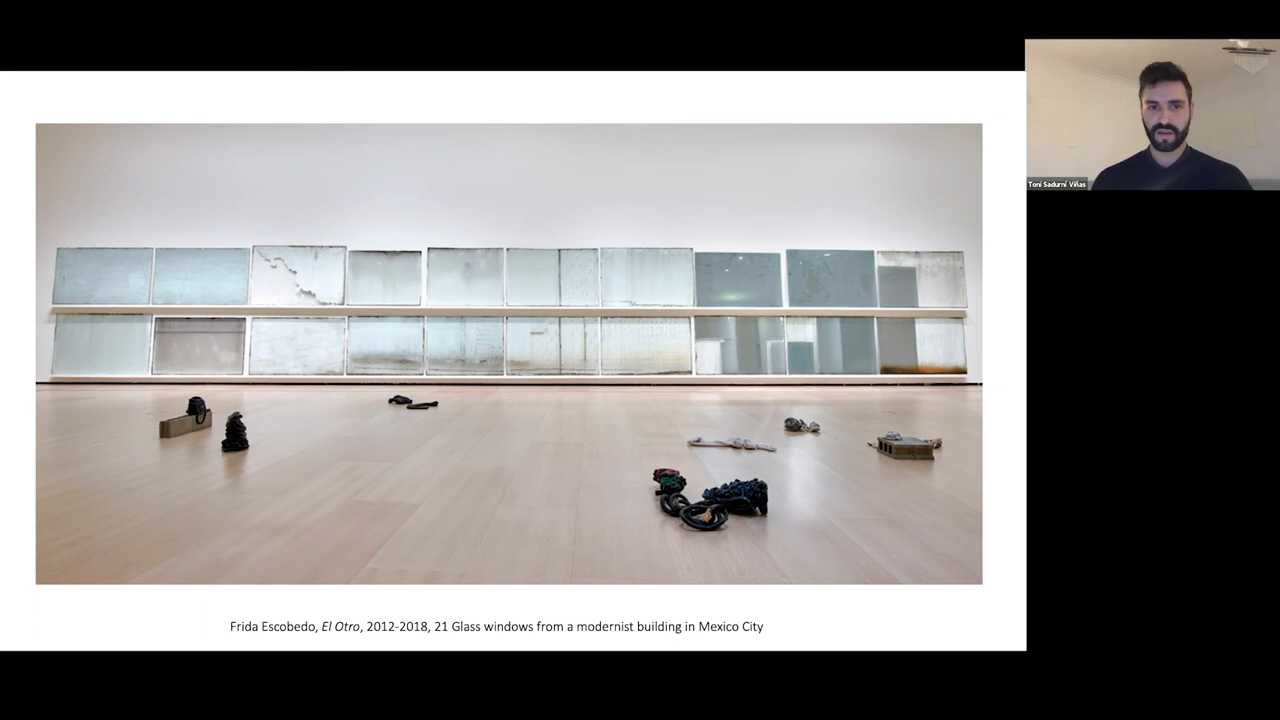 Toni Sadurní Viñas
Frida Escobedo, El Otro, 2012-2018, 21 Glass windows from a modernist building in Mexico City